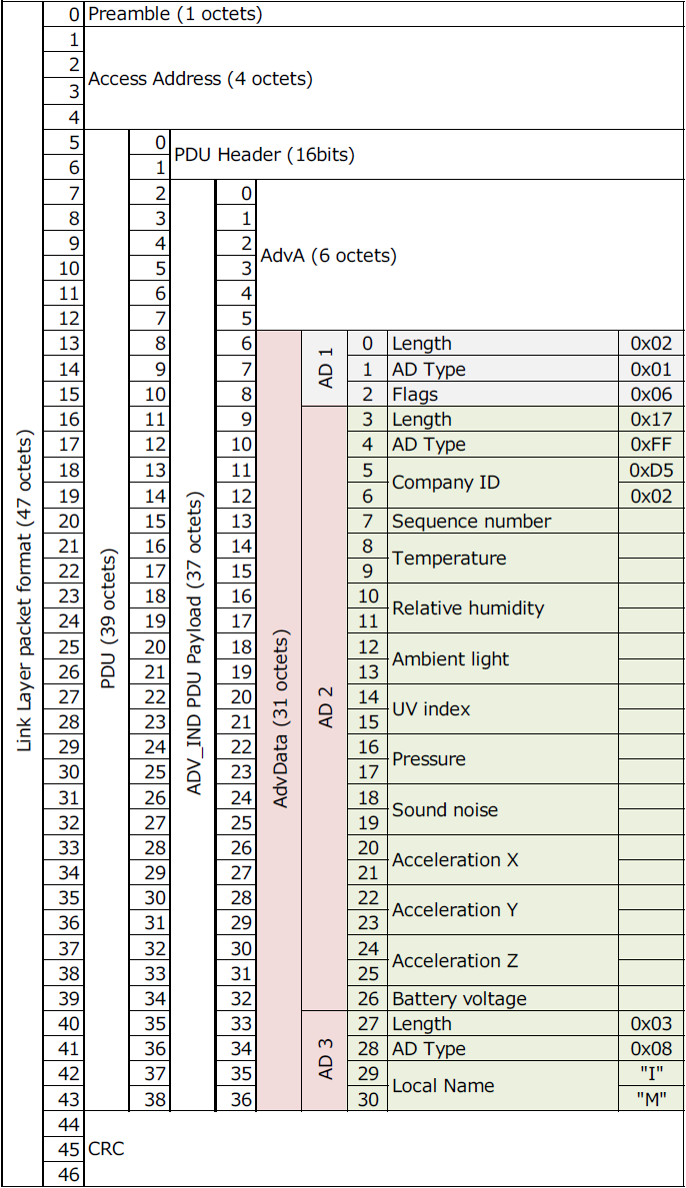 0 Preamble (1 octets)
1
2
Access Address (4 octets)
3
4
5 0
PDU Header (16bits)
6 1
7 2 0
8 3 1
9 4 2
AdvA (6 octets)
10 5 3
11 6 4
12 7 5
13 8 6 0 Length 0x02
14 9 7 AD 1 1 AD Type 0x01
15 10 8 2 Flags 0x06
16 11 9 3 Length 0x17
17 12 10 4 AD Type 0xFF
18 13 11 5 0xD5
Company ID
19 14 12 6 0x02
20 15 13 7 Sequence number
21 16 14 8
Temperature
22 17 15 9
23 18 16 10
Relative humidity
24 19 17 11
25 20 18 12
Ambient light
26 21 19 13
27 22 20 14
UV index
28 23 21 15
29 24 22 16
Pressure
30 25 23 17
31 26 24 18
Sound noise
32 27 25 19
33 28 26 20
Acceleration X
34 29 27 21
35 30 28 22
Acceleration Y
36 31 29 23
37 32 30 24
Acceleration Z
38 33 31 25
39 34 32 26 Battery voltage
40 35 33 27 Length 0x03
41 36 34 28 AD Type 0x08
42 37 35 29 "I"
Local Name
43 38 36 30 "M"
44
45 CRC
46
Link Layer packet format (47 octets)
PDU (39 octets)
ADV_IND PDU Payload (37 octets)
AdvData (31 octets)
AD 2
AD 3